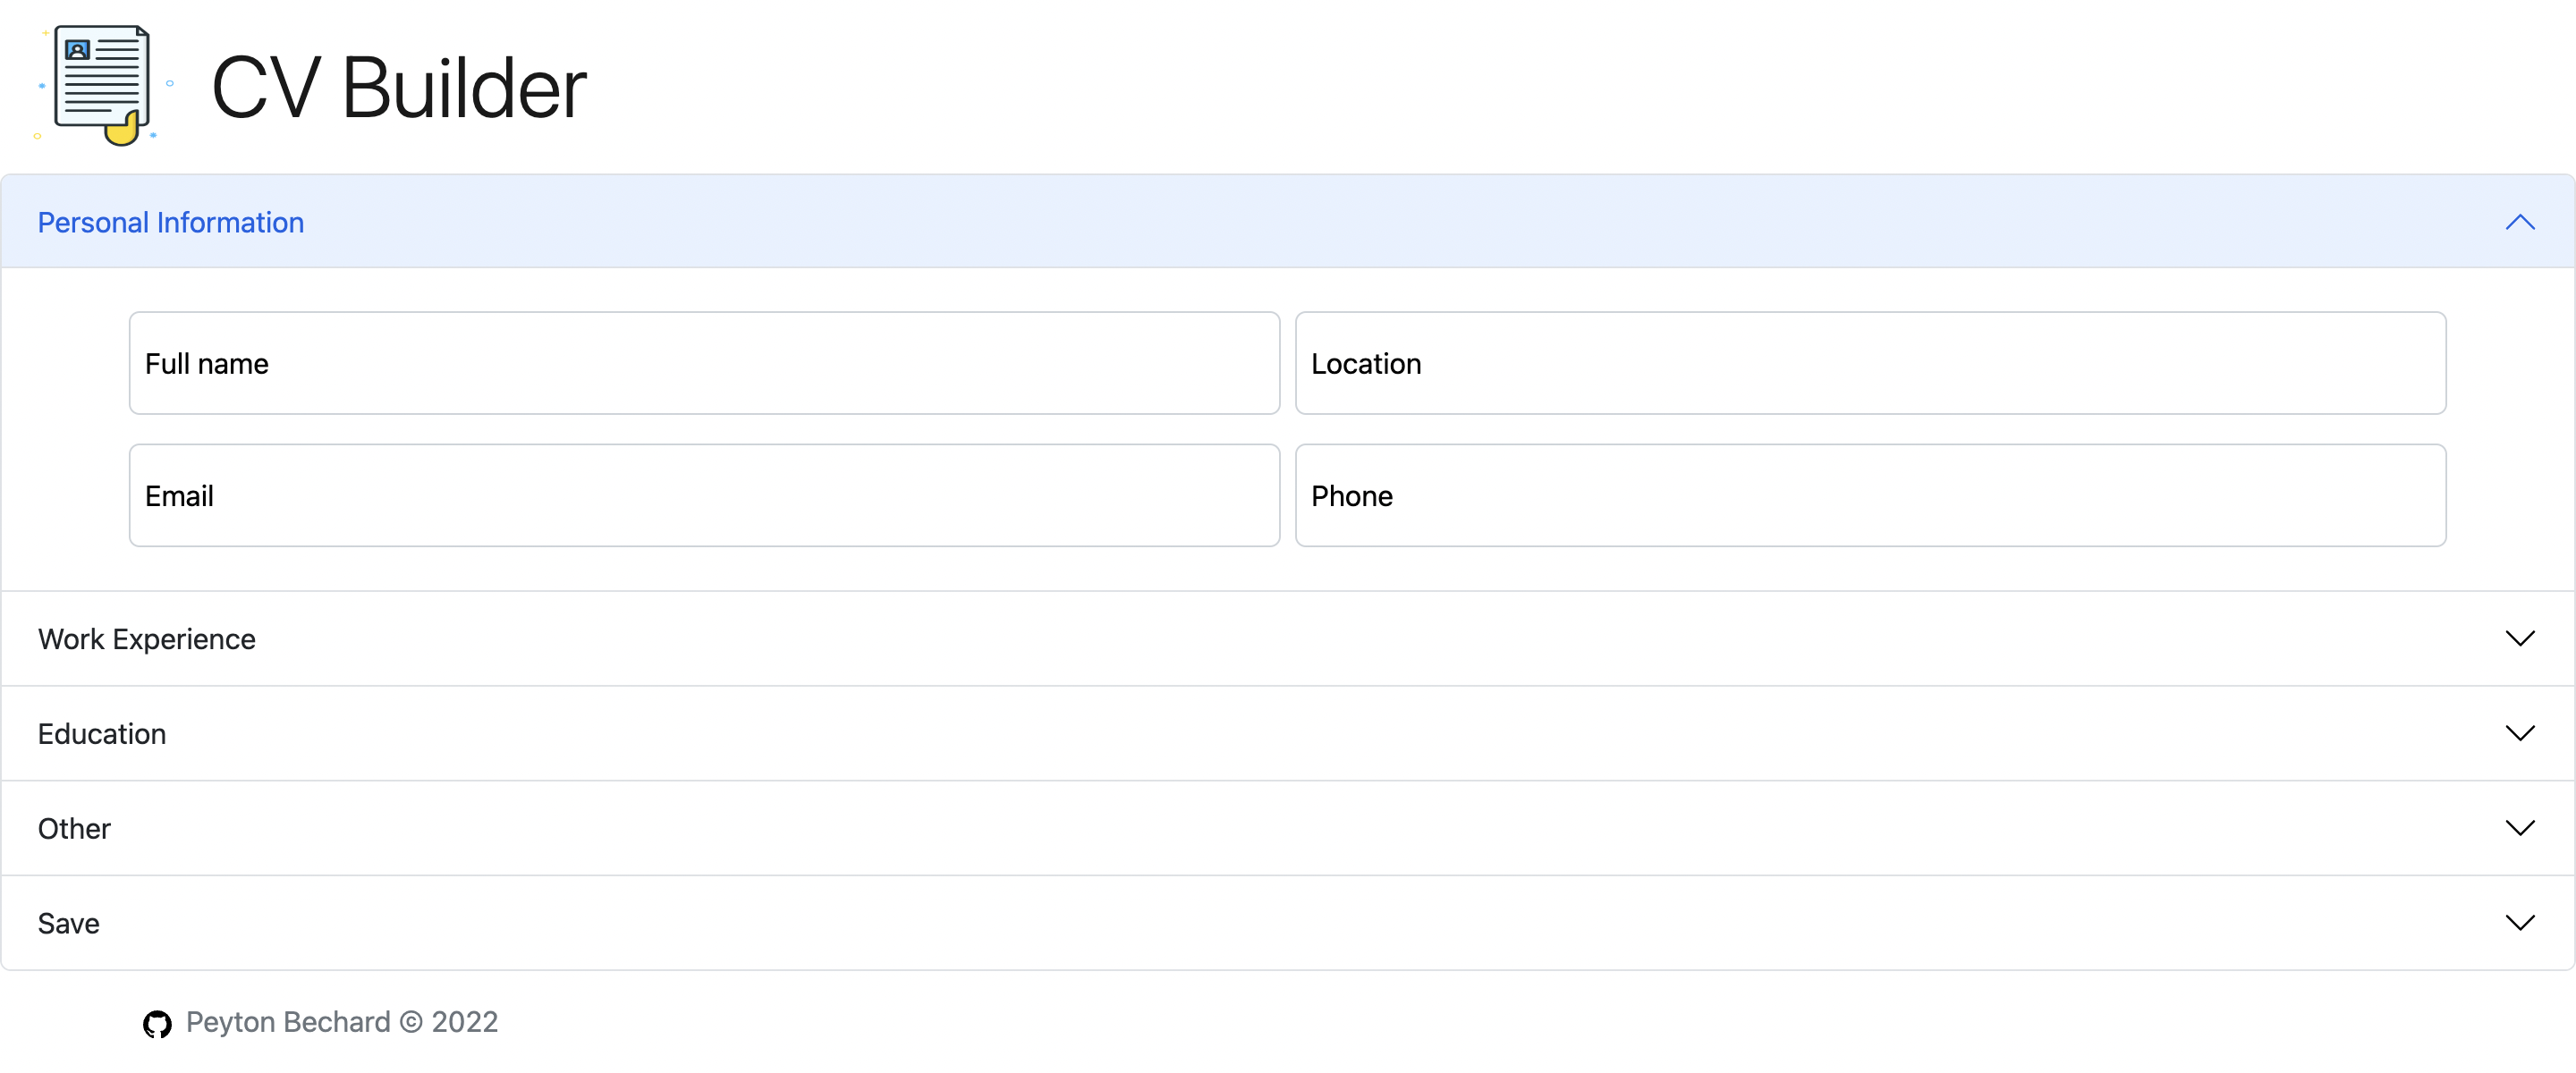 CV Builder
Personal Information
Full name
Location
Email
Phone
Work Experience
Education
Other
Save
Peyton Bechard © 2022